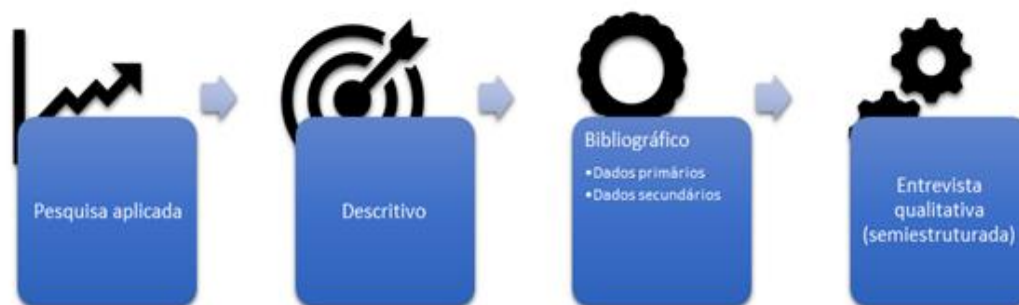 Pesquisa aplicada
Descritivo
Bibliográfico
•Dados primários
•Dados secundários
Entrevista
qualitativa
(semiestruturada)